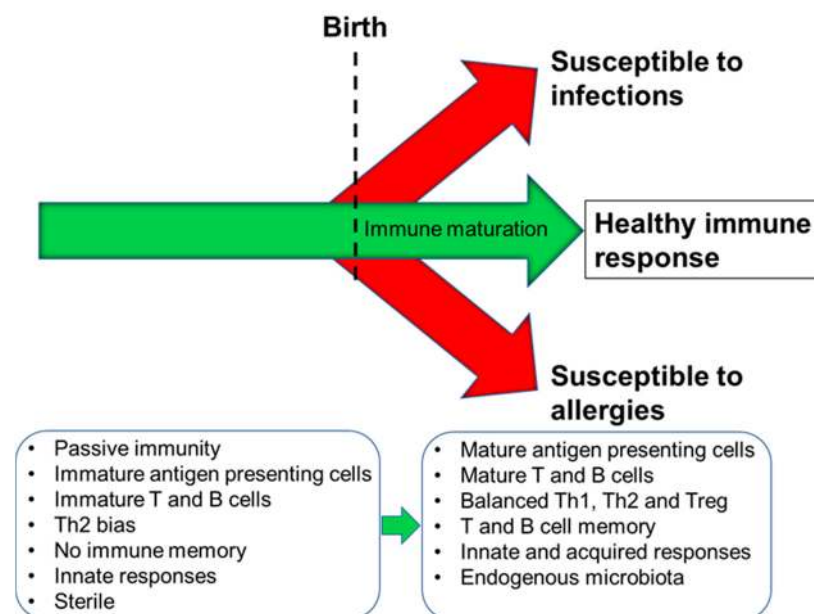 Birth
Susceptible to
infections
Immune maturation
Healthy immune
response
Susceptible to
allergies
• Passive immunity
• Immature antigen presenting cells
• Immature T and B cells
• Th2 bias
• No immune memory
• Innate responses
• Sterile
• Mature antigen presenting cells
• Mature T and B cells
• Balanced Th1, Th2 and Treg
• T and B cell memory
• Innate and acquired responses
• Endogenous microbiota